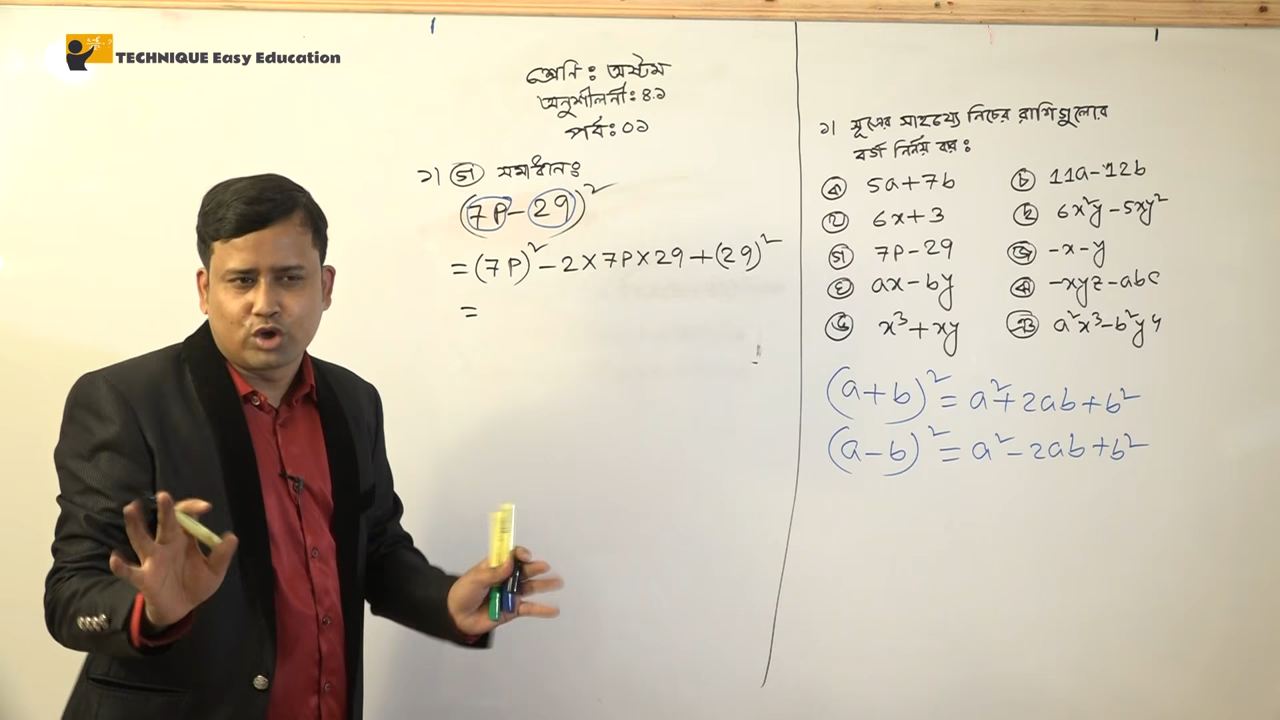 TECHNIQUE Easy Education
শ্রেণি : অষ্টম
অনুশীলনী : ৪.১
পর্ব : ০১
১) গ সমাধান :
(7P-29)²
= (7P)² - 2 × 7P × 29 + (29)²
=
১) সূত্রের সাহায্যে নিচের রাশিগুলোর
বর্গ নির্ণয় কর :
ক 5a+7b
খ 6x+3
গ 7P-29
ঘ ax-by
ঙ x³+xy
চ 11a-12b
ছ 6x²y-5xy²
জ -x-y
ঝ -xyz-abc
ঞ a²x³-b²y4
(a+b)² = a²+2ab+b²
(a-b)² = a²-2ab+b²